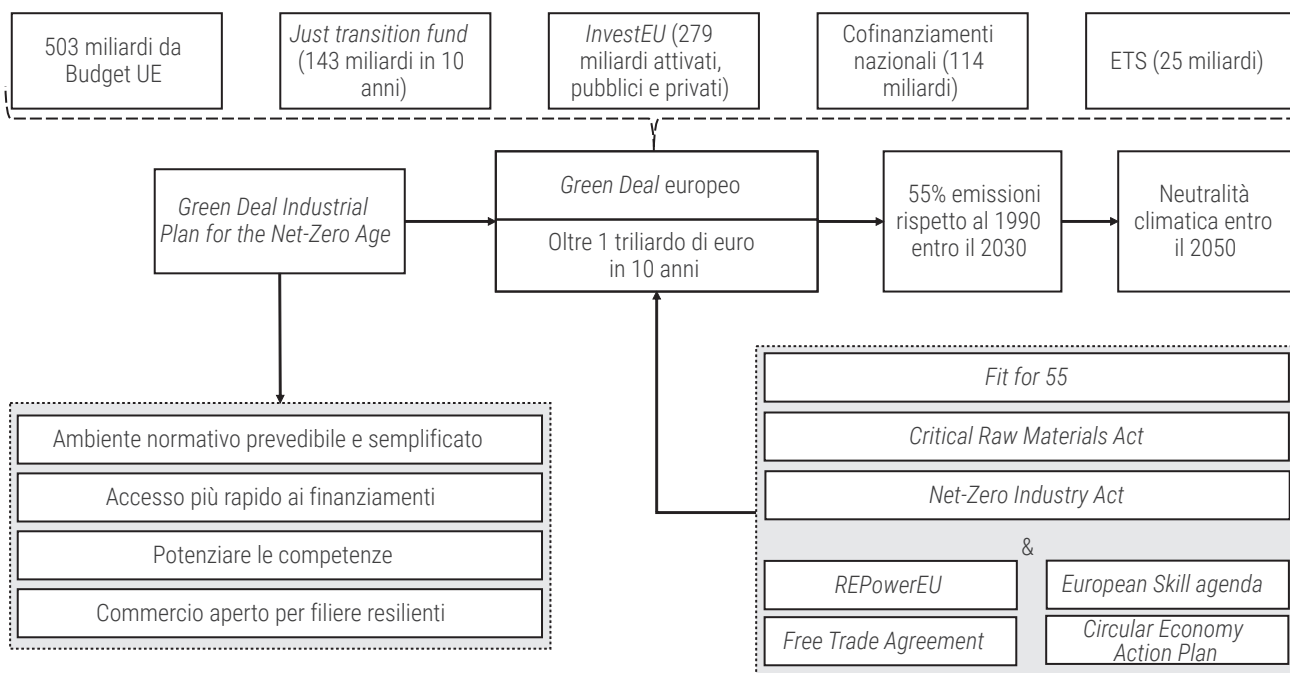 503 miliardi da
Budget UE
Just transition fund
(143 miliardi in 10
anni)
InvestEU (279
miliardi attivati,
pubblici e privati)
Cofinanziamenti
nazionali (114
miliardi)
ETS (25 miliardi)
Green Deal Industrial
Plan for the Net-Zero Age
Green Deal europeo
Oltre 1 triliardo di euro
in 10 anni
55% emissioni
rispetto al 1990
entro il 2030
Neutralità
climatica entro
il 2050
Ambiente normativo prevedibile e semplificato
Accesso più rapido ai finanziamenti
Potenziare le competenze
Commercio aperto per filiere resilienti
Fit for 55
Critical Raw Materials Act
Net-Zero Industry Act
&
REPowerEU
European Skill agenda
Free Trade Agreement
Circular Economy
Action Plan